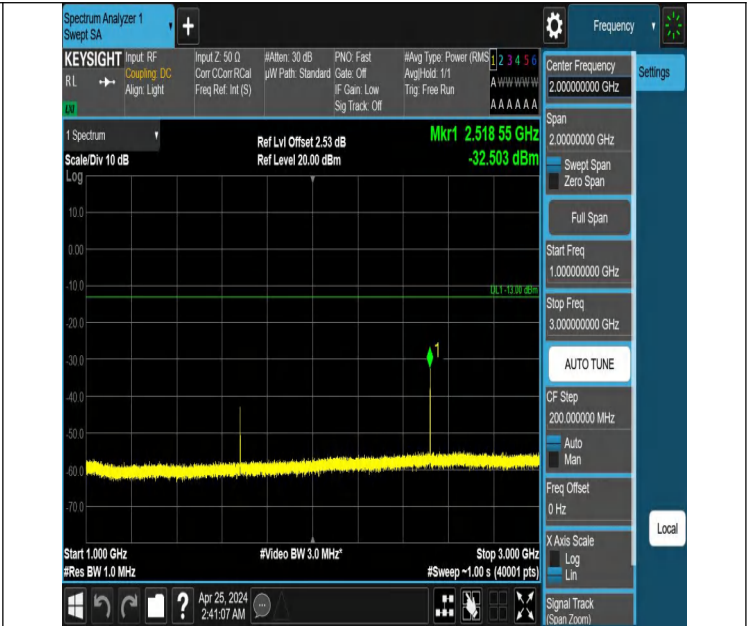 Spectrum Analyzer 1
Swept SA
+
Frequency
KEYSIGHT
RL
Input: RF
Coupling: DC
Align: Light
Input Z: 50 Ω
Corr CCorr RCal
Freq Ref: Int (S)
#Atten: 30 dB
µW Path: Standard
PNO: Fast
Gate: Off
IF Gain: Low
Sig Track: Off
#Avg Type: Power (RMS
Avg|Hold: 1/1
Trig: Free Run
1 2 3 4 5 6
A W W W W W
A A A A A A
1 Spectrum
Scale/Div 10 dB
Ref Lvl Offset 2.53 dB
Ref Level 20.00 dBm
Mkr1 2.518 55 GHz
-32.503 dBm
Log
10.0
0.00
-10.0
-20.0
-30.0
-40.0
-50.0
-60.0
-70.0
DL1 -13.00 dBm
1
Start 1.000 GHz
#Res BW 1.0 MHz
#Video BW 3.0 MHz*
Stop 3.000 GHz
#Sweep ~1.00 s (40001 pts)
Center Frequency
2.000000000 GHz
Settings
Span
2.00000000 GHz
Swept Span
Zero Span
Full Span
Start Freq
1.000000000 GHz
Stop Freq
3.000000000 GHz
AUTO TUNE
CF Step
200.000000 MHz
Auto
Man
Freq Offset
0 Hz
X Axis Scale
Log
Lin
Local
Signal Track
(Span Zoom)
?
Apr 25, 2024
2:41:07 AM